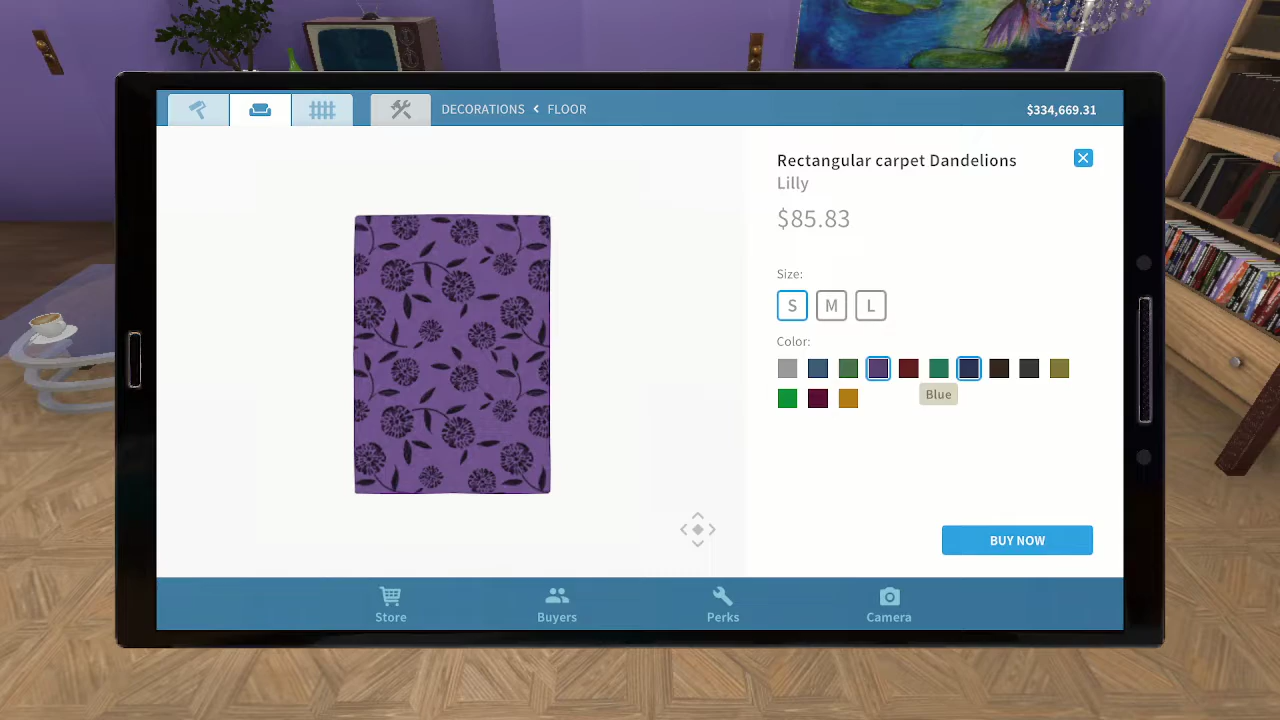 DECORATIONS < FLOOR
$334,669.31
Rectangular carpet Dandelions
Lilly
$85.83
Size:
S M L
Color:
Blue
BUY NOW
Store Buyers Perks Camera